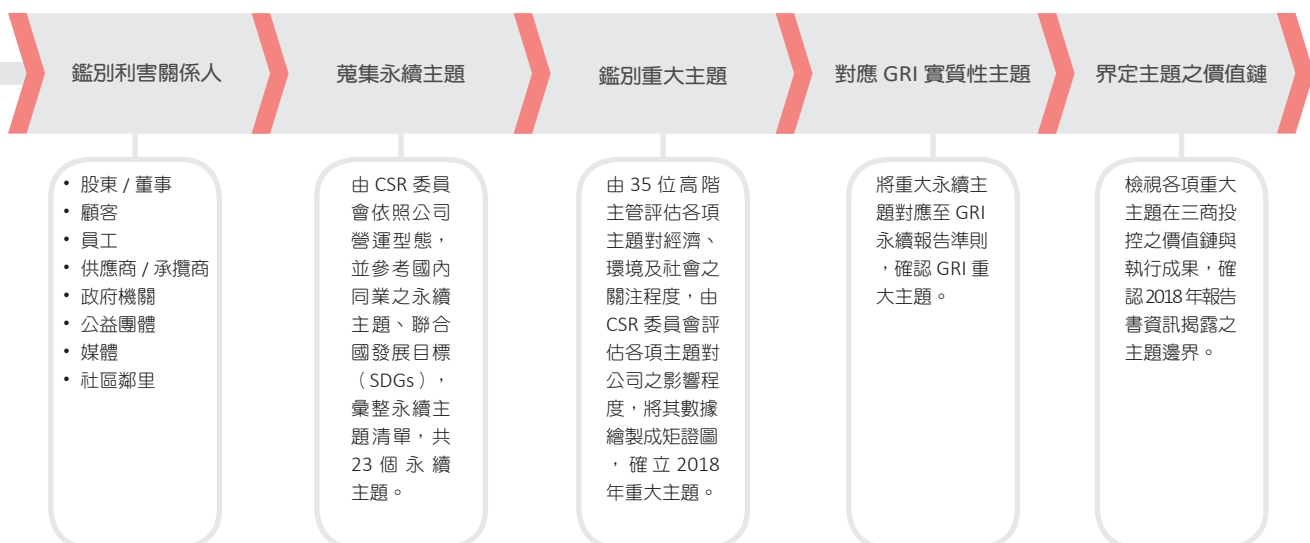 鑑別利害關係人
蒐集永續主題
鑑別重大主題
對應 GRI 實質性主題
界定主題之價值鏈
• 股東 / 董事
• 顧客
• 員工
• 供應商 / 承攬商
• 政府機關
• 公益團體
• 媒體
• 社區鄰里
由 CSR 委員
會依照公司
營運型態，
並參考國內
同業之永續
主題、聯合
國發展目標
（SDGs），
彙整永續主
題清單，共
23 個永續
主題。
由 35 位高階
主管評估各項
主題對經濟、
環境及社會之
關注程度，由
CSR 委員會評
估各項主題對
公司之影響程
度，將其數據
繪製成矩證圖
，確立 2018
年重大主題。
將重大永續主
題對應至 GRI
永續報告準則
，確認 GRI 重
大主題。
檢視各項重大
主題在三商投
控之價值鏈與
執行成果，確
認 2018 年報告
書資訊揭露之
主題邊界。